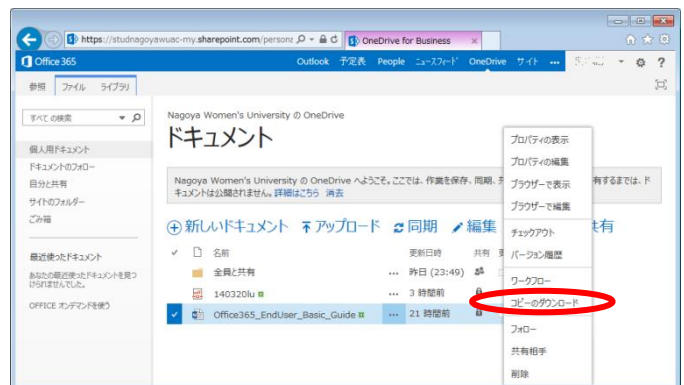 https://studnagoyawuac-my.sharepoint.com/persona
OneDrive for Business
Office 365
Outlook 予定表 People ニュースフィード OneDrive サイト ...
参照 ファイル ライブラリ
すべて の検索
Nagoya Women's University の OneDrive
ドキュメント
個人用ドキュメント
ドキュメントのフォロー
自分と共有
サイトのフォルダー
ごみ箱
Nagoya Women's University の OneDrive へようこそ。ここでは、作業を保存、同期、
有するまでは、ド
キュメントは公開されません。詳細はこちら 消去
新しいドキュメント アップロード 同期 編集
有
名前 更新日時 共有
全員と共有 ... 昨日 (23:49)
140320lu ... 3 時間前
Office365_EndUser_Basic_Guide ... 21 時間前
最近使ったドキュメント
あなたの最近使ったドキュメントを見つ
けられませんでした。
OFFICE オンデマンドを使う
プロパティの表示
プロパティの編集
ブラウザーで表示
ブラウザーで編集
チェックアウト
バージョン履歴
ワークフロー
コピーのダウンロード
フォロー
共有相手
削除